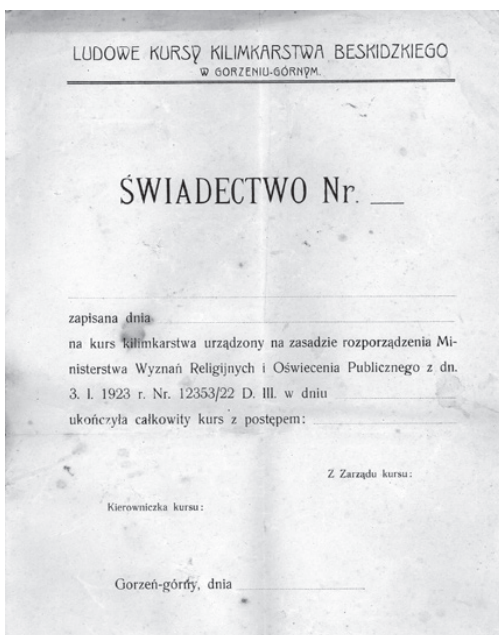 LUDOWE KURSY KILIMKARSTWA BESKIDZKIEGO
W GORZENIU-GÓRNYM.
ŚWIADECTWO Nr.
zapisana dnia
na kurs kilimkarstwa urządzony na zasadzie rozporządzenia Mi-
nisterstwa Wyznań Religijnych i Oświecenia Publicznego z dn.
3. I. 1923 r. Nr. 12353/22 D. III. w dniu
ukończyła całkowity kurs z postępem:
Z Zarządu kursu:
Kierowniczka kursu:
Gorzeń-górny, dnia